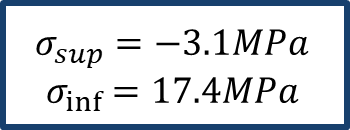 σ_sup = −3.1MPa
σ_inf = 17.4MPa